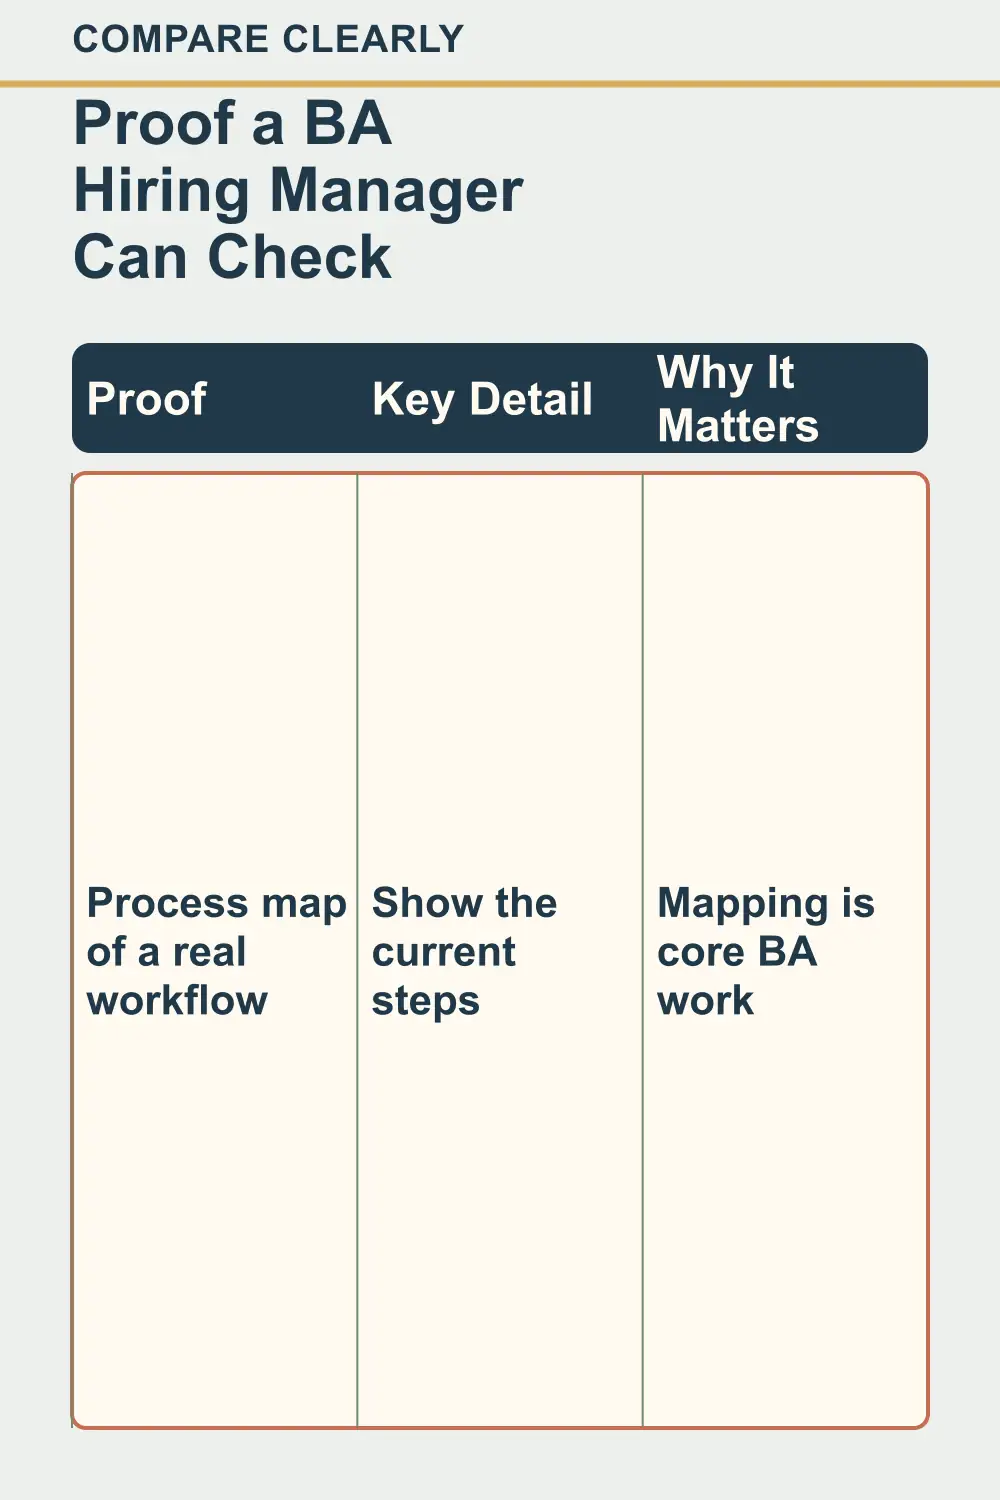 COMPARE CLEARLY
Proof a BA
Hiring Manager
Can Check
Proof
Key Detail
Why It
Matters
Process map
of a real
workflow
Show the
current
steps
Mapping is
core BA
work